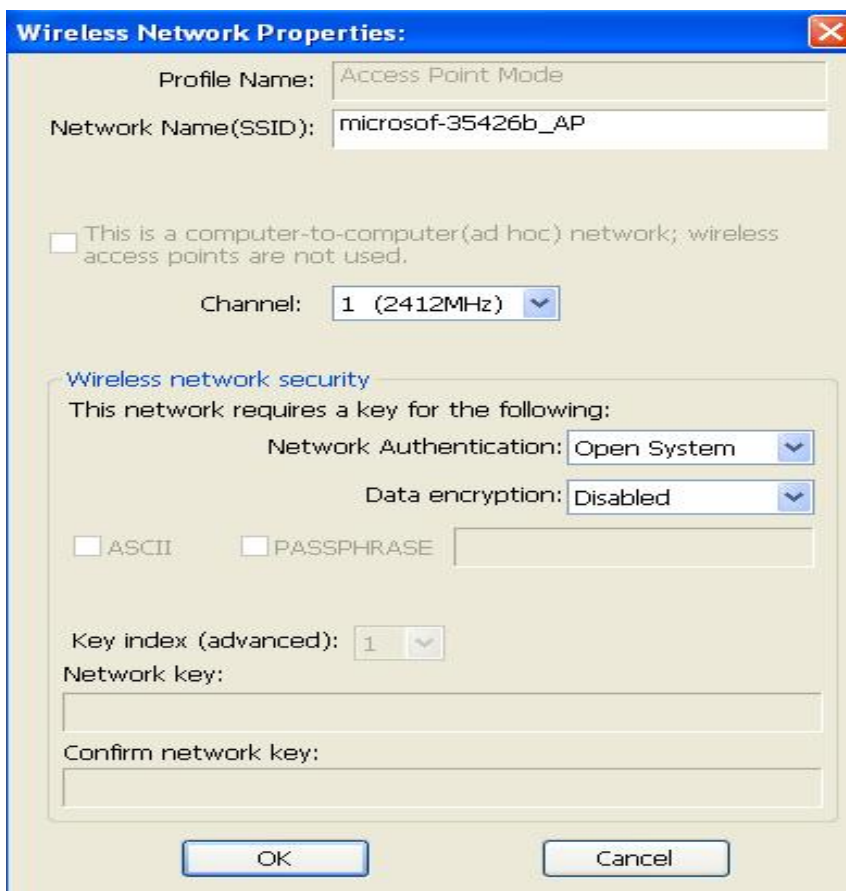 Wireless Network Properties:
Profile Name: Access Point Mode
Network Name(SSID): microsof-35426b_AP
This is a computer-to-computer(ad hoc) network; wireless
access points are not used.
Channel: 1 (2412MHz)
Wireless network security
This network requires a key for the following:
Network Authentication: Open System
Data encryption: Disabled
ASCII PASSPHRASE
Key index (advanced): 1
Network key:
Confirm network key:
OK Cancel